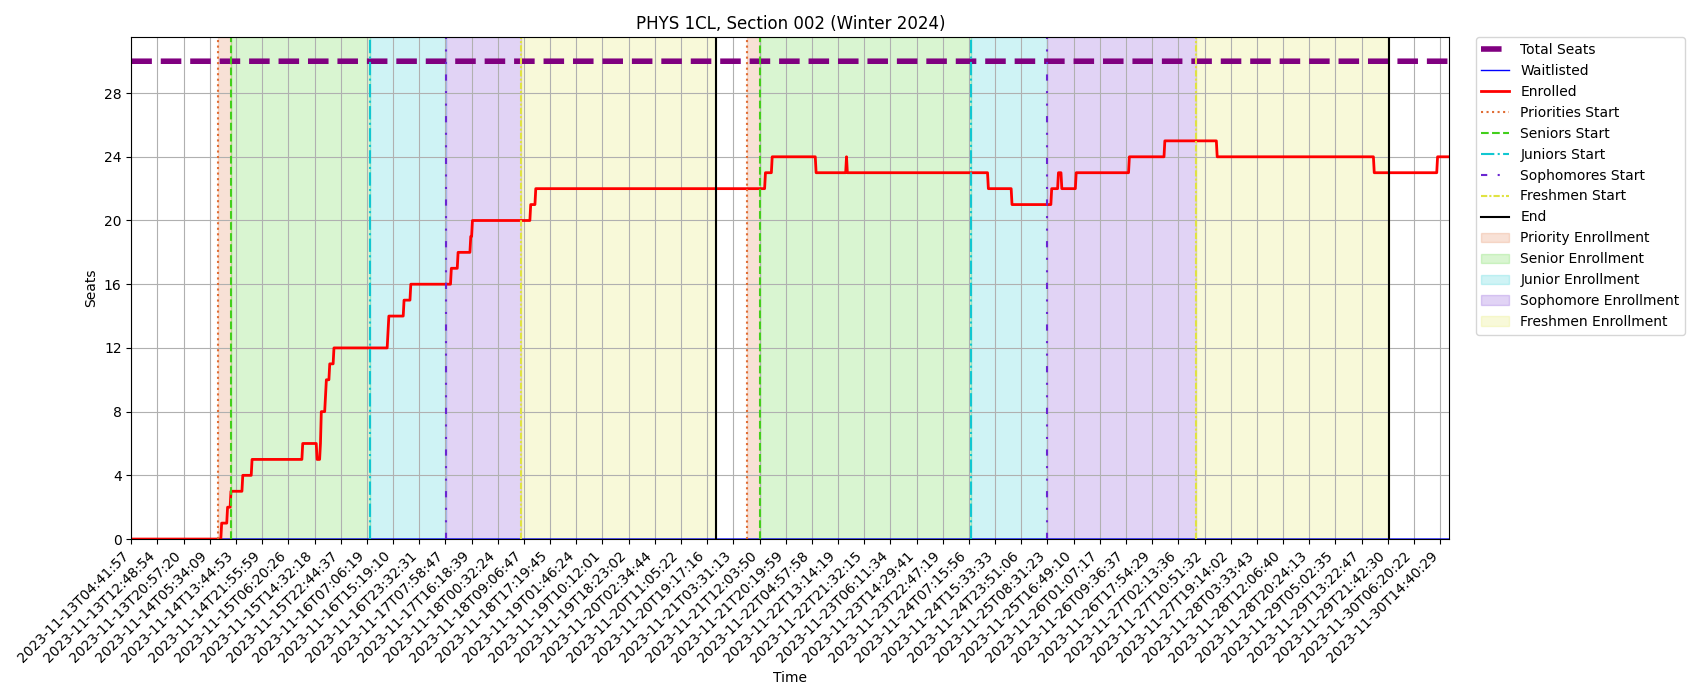 PHYS 1CL, Section 002 (Winter 2024)
Seats
28
24
20
16
12
8
4
0
2023-11-13T04:41:57
2023-11-13T12:48:54
2023-11-13T20:57:20
2023-11-14T05:34:09
2023-11-14T13:44:53
2023-11-14T21:55:59
2023-11-15T06:20:26
2023-11-15T14:32:18
2023-11-15T22:44:37
2023-11-16T07:06:19
2023-11-16T15:19:10
2023-11-16T23:32:31
2023-11-17T07:58:47
2023-11-17T16:18:39
2023-11-18T00:32:24
2023-11-18T09:06:47
2023-11-18T17:19:45
2023-11-19T01:46:24
2023-11-19T10:12:01
2023-11-19T18:23:02
2023-11-20T02:34:44
2023-11-20T11:05:22
2023-11-20T19:17:16
2023-11-21T03:31:13
2023-11-21T12:03:50
2023-11-21T20:19:59
2023-11-22T04:57:58
2023-11-22T13:14:19
2023-11-22T21:32:15
2023-11-23T06:11:34
2023-11-23T14:29:41
2023-11-23T22:47:19
2023-11-24T07:15:56
2023-11-24T15:33:33
2023-11-24T23:51:06
2023-11-25T08:31:23
2023-11-25T16:49:10
2023-11-26T01:07:17
2023-11-26T09:36:37
2023-11-26T17:54:29
2023-11-27T02:13:36
2023-11-27T10:51:32
2023-11-27T19:14:02
2023-11-28T03:33:43
2023-11-28T12:06:40
2023-11-28T20:24:13
2023-11-29T05:02:35
2023-11-29T13:22:47
2023-11-29T21:42:30
2023-11-30T06:20:22
2023-11-30T14:40:29
Time
Total Seats
Waitlisted
Enrolled
Priorities Start
Seniors Start
Juniors Start
Sophomores Start
Freshmen Start
End
Priority Enrollment
Senior Enrollment
Junior Enrollment
Sophomore Enrollment
Freshmen Enrollment